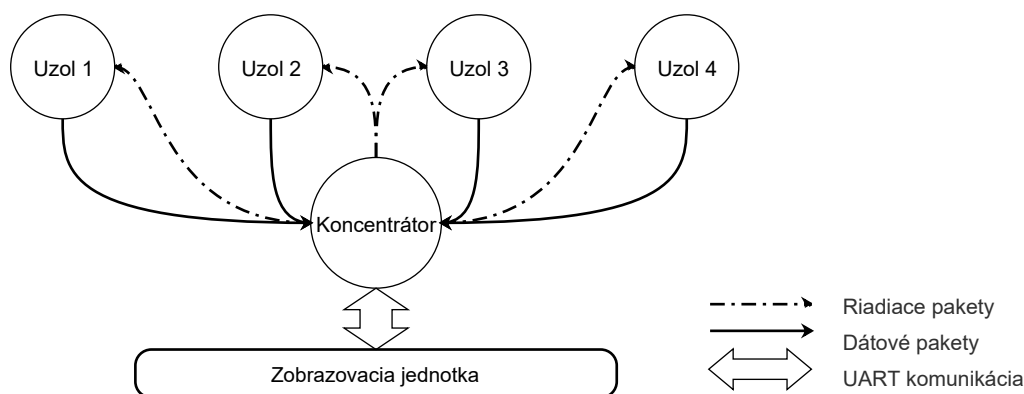 Uzol 1
Uzol 2
Uzol 3
Uzol 4
Koncentrátor
Zobrazovacia jednotka
Riadiace pakety
Dátové pakety
UART komunikácia